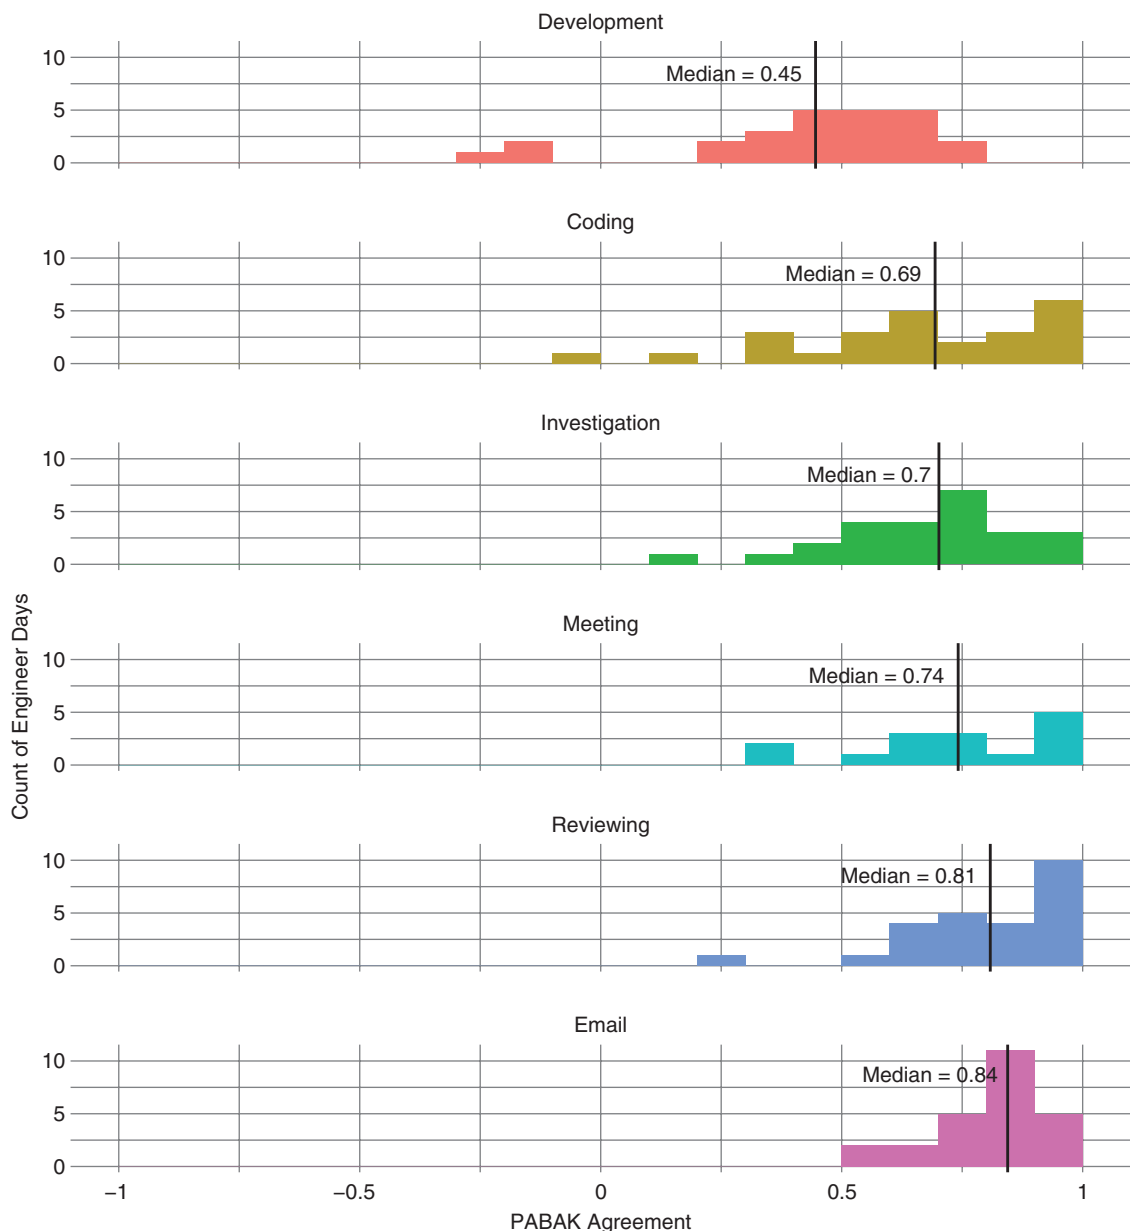 Development
10
Median = 0.45
5
0
Coding
10
Median = 0.69
5
0
Investigation
10
Median = 0.7
5
0
Meeting
10
Median = 0.74
5
0
Reviewing
10
Median = 0.81
5
0
Email
10
Median = 0.84
5
0
−1 −0.5 0 0.5 1
PABAK Agreement
Count of Engineer Days